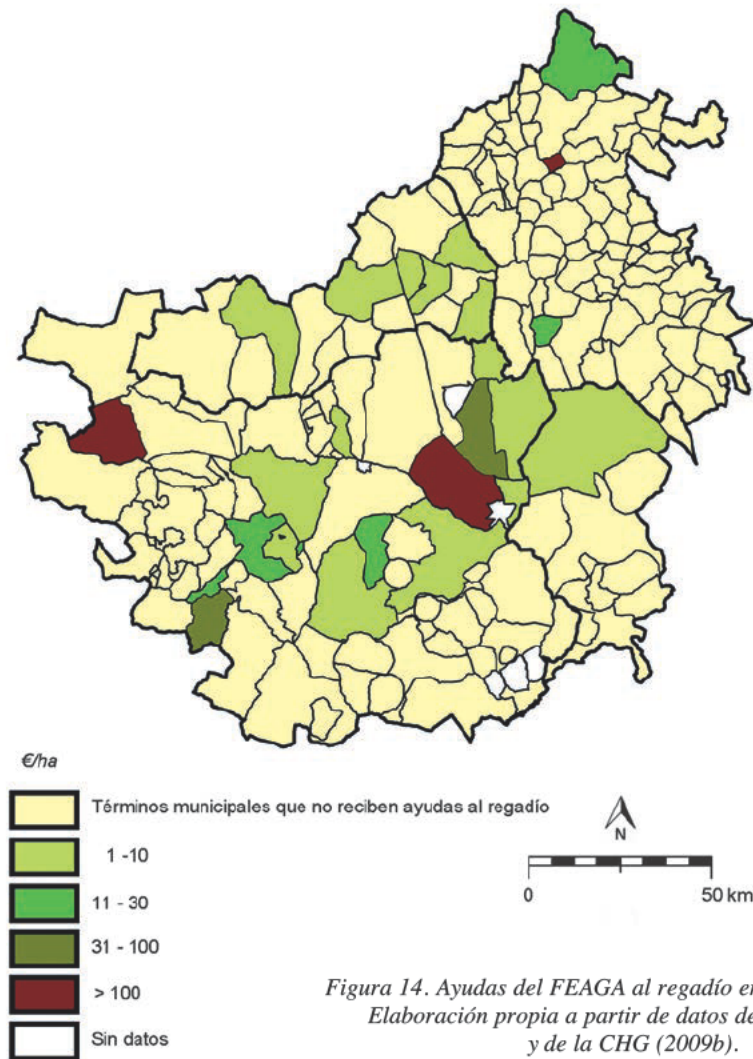 €/ha
Términos municipales que no reciben ayudas al regadío
1 -10
11 - 30
31 - 100
> 100
Sin datos
N
0 50 km
Figura 14. Ayudas del FEAGA al regadío en
Elaboración propia a partir de datos de
y de la CHG (2009b).